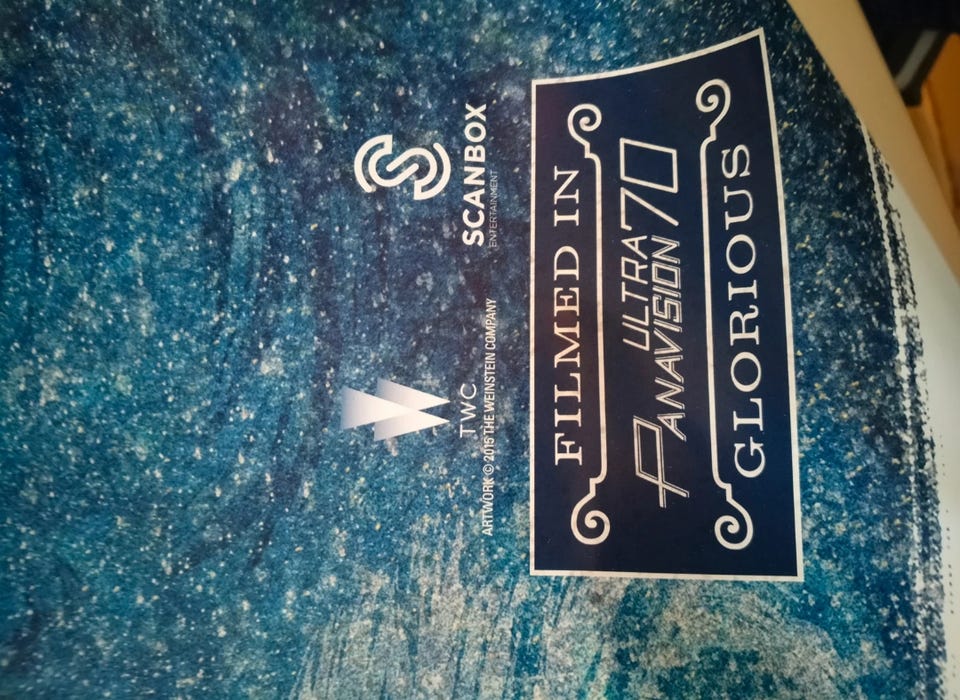 TWC
ARTWORK © 2015 THE WEINSTEIN COMPANY
SCANBOX
ENTERTAINMENT
FILMED IN
ULTRA
PANAVISION 70
GLORIOUS